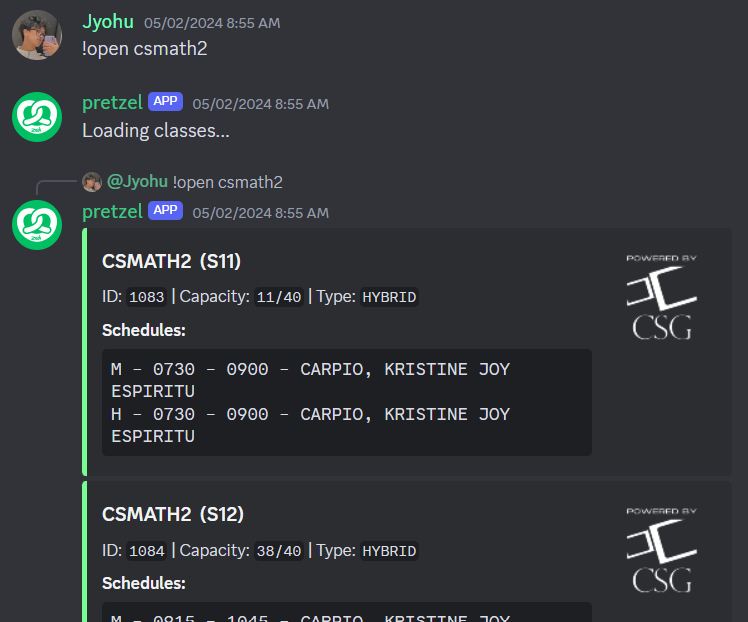 Jyohu 05/02/2024 8:55 AM
!open csmath2
pretzel APP 05/02/2024 8:55 AM
Loading classes...
@Jyohu !open csmath2
pretzel APP 05/02/2024 8:55 AM
CSMATH2 (S11)
POWERED BY
CSG
ID: 1083 | Capacity: 11/40 | Type: HYBRID
Schedules:
M - 0730 - 0900 - CARPIO, KRISTINE JOY
ESPIRITU
H - 0730 - 0900 - CARPIO, KRISTINE JOY
ESPIRITU
CSMATH2 (S12)
POWERED BY
CSG
ID: 1084 | Capacity: 38/40 | Type: HYBRID
Schedules:
M - 0915 - 1045 - CARPIO, KRISTINE JOY